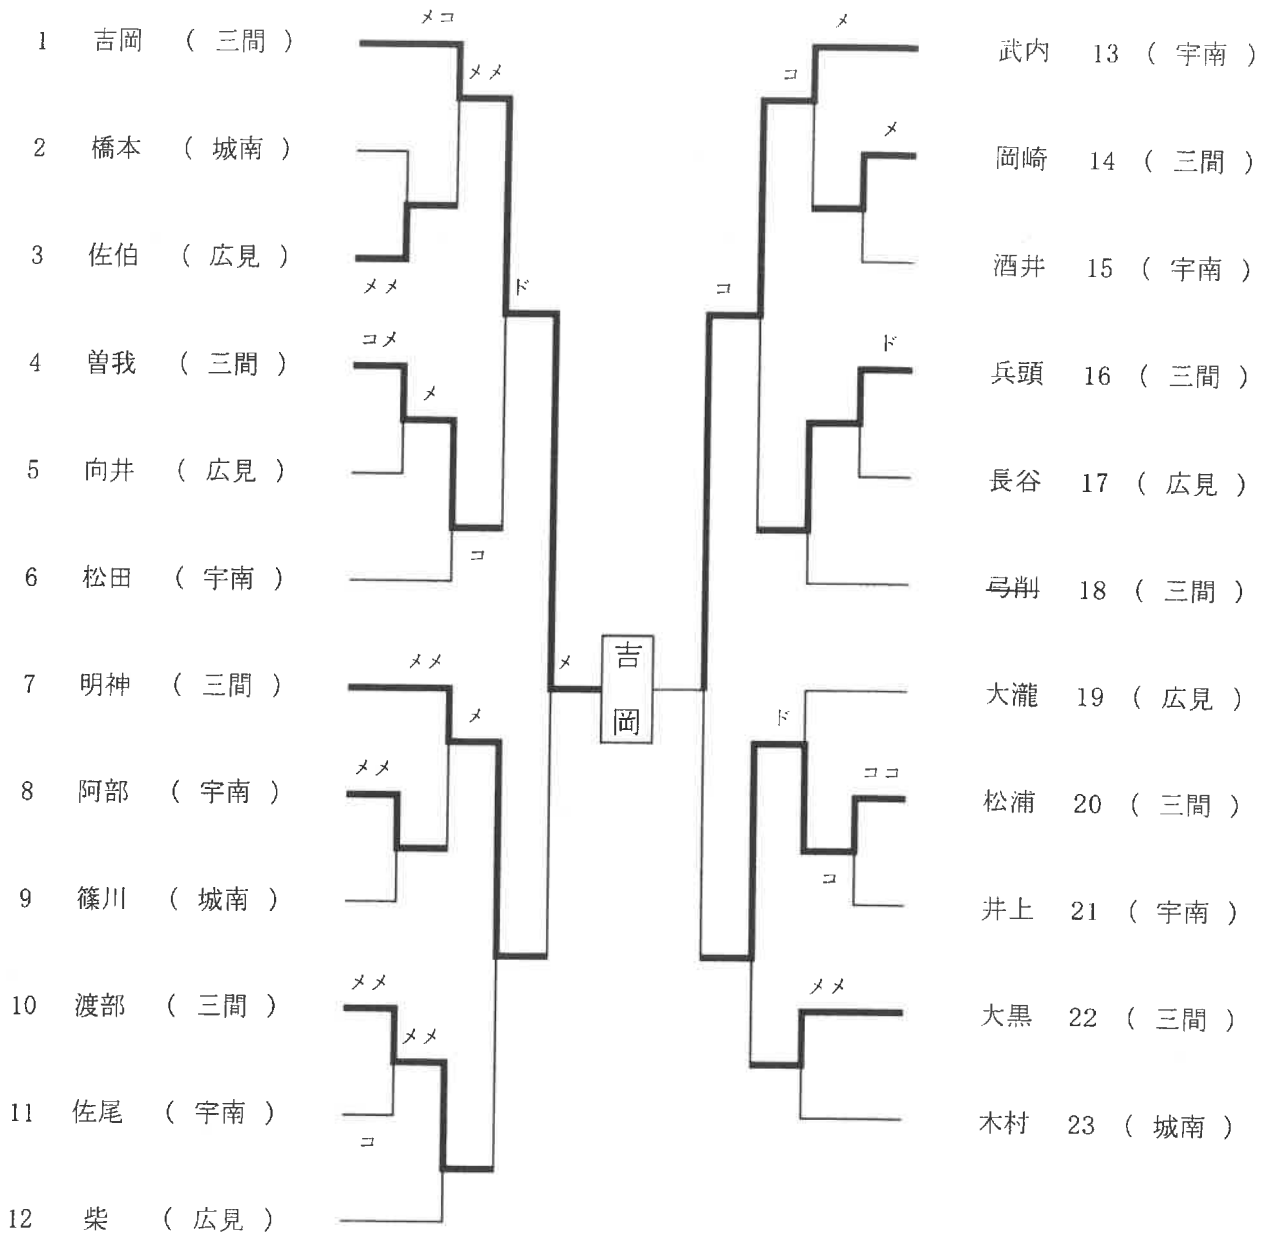 1 吉岡 ( 三間 )
2 橋本 ( 城南 )
3 佐伯 ( 広見 )
4 曽我 ( 三間 )
5 向井 ( 広見 )
6 松田 ( 宇南 )
7 明神 ( 三間 )
8 阿部 ( 宇南 )
9 篠川 ( 城南 )
10 渡部 ( 三間 )
11 佐尾 ( 宇南 )
12 柴 ( 広見 )
メコ
メメ
メメ
ド
コメ
メ
コ
メメ
メ
メメ
メメ
メメ
コ
メ
吉
岡
メ
コ
メ
コ
ド
ド
ココ
コ
メメ
武内 13 ( 宇南 )
岡崎 14 ( 三間 )
酒井 15 ( 宇南 )
兵頭 16 ( 三間 )
長谷 17 ( 広見 )
弓削 18 ( 三間 )
大瀧 19 ( 広見 )
松浦 20 ( 三間 )
井上 21 ( 宇南 )
大黒 22 ( 三間 )
木村 23 ( 城南 )